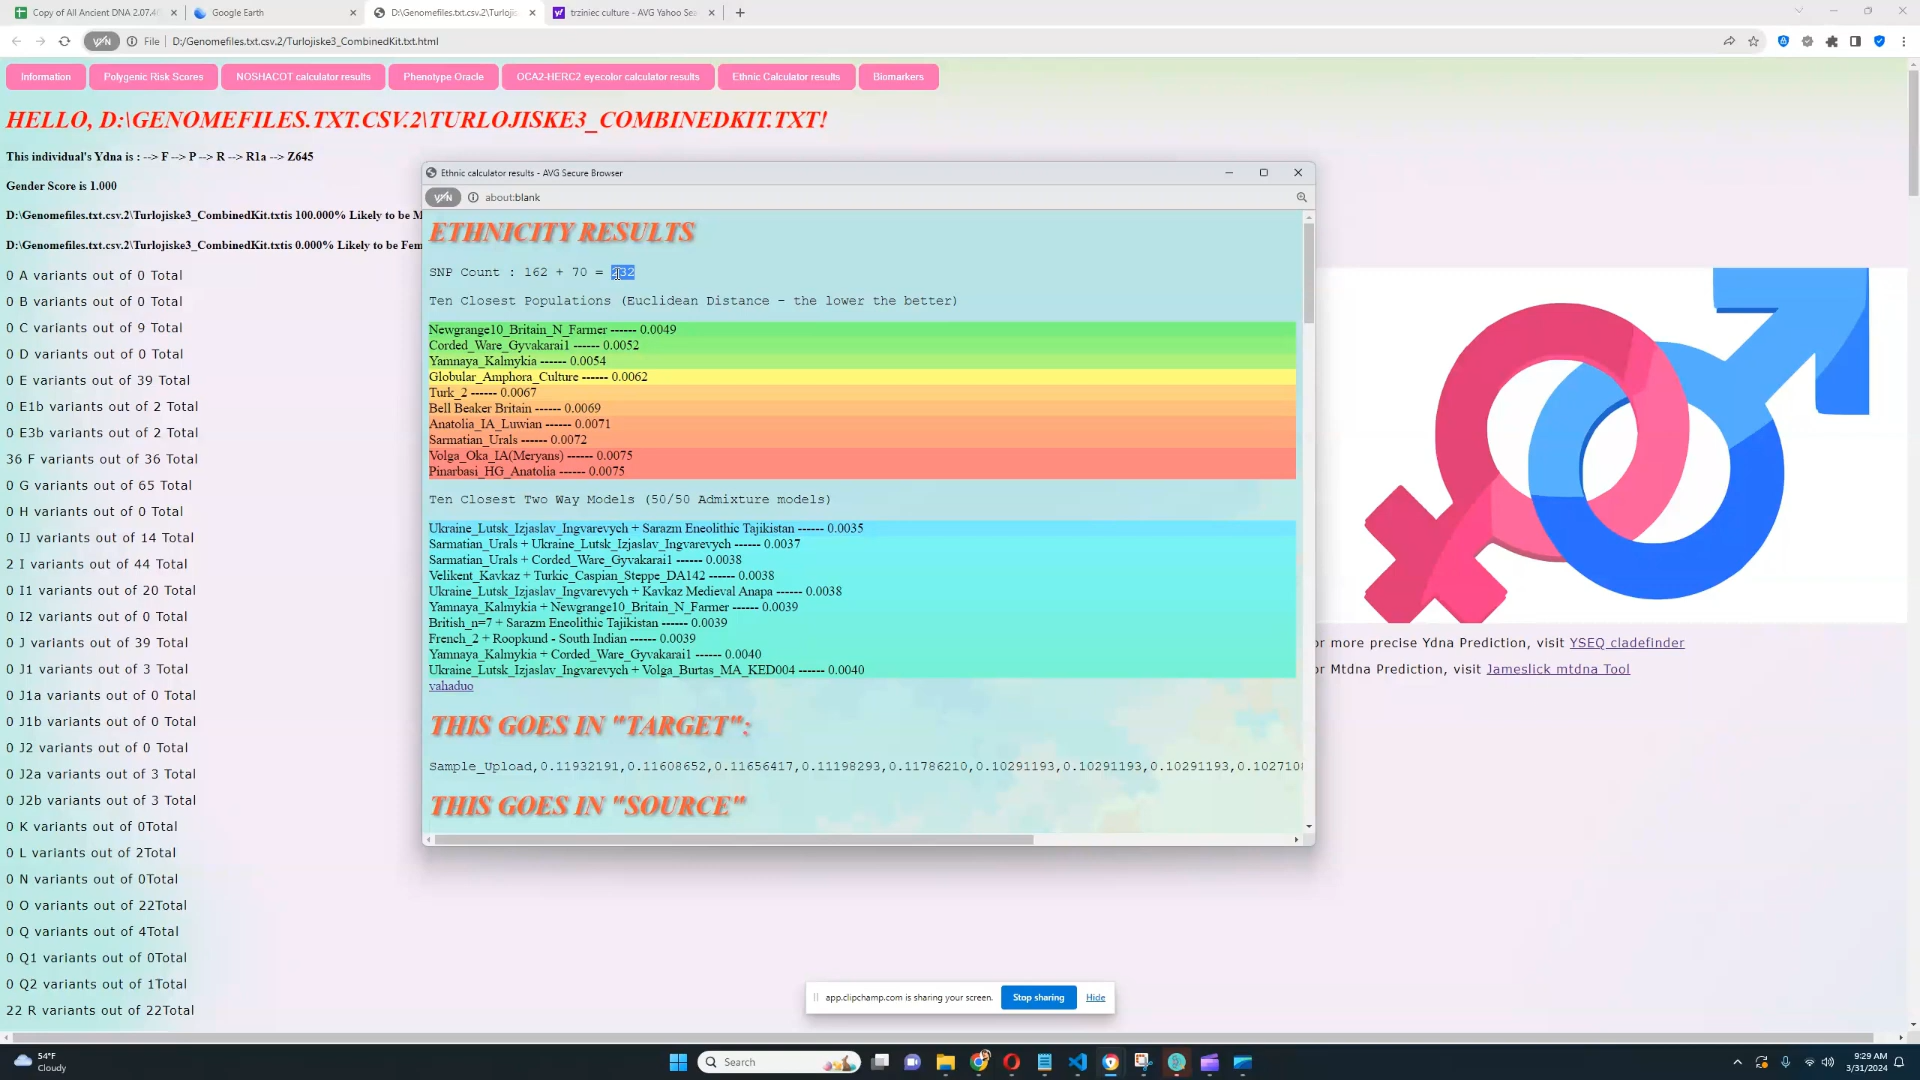 Copy of All Ancient DNA 2.07.4
Google Earth
D:\Genomefiles.txt.csv.2\Turloji
trziniec culture - AVG Yahoo Sea
VPN
File
D:/Genomefiles.txt.csv.2/Turlojiske3_CombinedKit.txt.html
Information
Polygenic Risk Scores
NOSHACOT calculator results
Phenotype Oracle
OCA2-HERC2 eyecolor calculator results
Ethnic Calculator results
Biomarkers
HELLO, D:\GENOMEFILES.TXT.CSV.2\TURLOJISKE3_COMBINEDKIT.TXT!
This individual's Ydna is : --> F --> P --> R --> R1a --> Z645
Gender Score is 1.000
D:\Genomefiles.txt.csv.2\Turlojiske3_CombinedKit.txtis 100.000% Likely to be M
D:\Genomefiles.txt.csv.2\Turlojiske3_CombinedKit.txtis 0.000% Likely to be Fem
0 A variants out of 0 Total
0 B variants out of 0 Total
0 C variants out of 9 Total
0 D variants out of 0 Total
0 E variants out of 39 Total
0 E1b variants out of 2 Total
0 E3b variants out of 2 Total
36 F variants out of 36 Total
0 G variants out of 65 Total
0 H variants out of 0 Total
0 IJ variants out of 14 Total
2 I variants out of 44 Total
0 I1 variants out of 20 Total
0 I2 variants out of 0 Total
0 J variants out of 39 Total
0 J1 variants out of 3 Total
0 J1a variants out of 0 Total
0 J1b variants out of 0 Total
0 J2 variants out of 0 Total
0 J2a variants out of 3 Total
0 J2b variants out of 3 Total
0 K variants out of 0Total
0 L variants out of 2Total
0 N variants out of 0Total
0 O variants out of 22Total
0 Q variants out of 4Total
0 Q1 variants out of 0Total
0 Q2 variants out of 1Total
22 R variants out of 22Total
Ethnic calculator results - AVG Secure Browser
VPN
about:blank
ETHNICITY RESULTS
SNP Count : 162 + 70 = 232
Ten Closest Populations (Euclidean Distance - the lower the better)
Newgrange10_Britain_N_Farmer ------ 0.0049
Corded_Ware_Gyvakarai1 ------ 0.0052
Yamnaya_Kalmykia ------ 0.0054
Globular_Amphora_Culture ------ 0.0062
Turk_2 ------ 0.0067
Bell Beaker Britain ------ 0.0069
Anatolia_IA_Luwian ------ 0.0071
Sarmatian_Urals ------ 0.0072
Volga_Oka_IA(Meryans) ------ 0.0075
Pinarbasi_HG_Anatolia ------ 0.0075
Ten Closest Two Way Models (50/50 Admixture models)
Ukraine_Lutsk_Izjaslav_Ingvarevych + Sarazm Eneolithic Tajikistan ------ 0.0035
Sarmatian_Urals + Ukraine_Lutsk_Izjaslav_Ingvarevych ------ 0.0037
Sarmatian_Urals + Corded_Ware_Gyvakarai1 ------ 0.0038
Velikent_Kavkaz + Turkic_Caspian_Steppe_DA142 ------ 0.0038
Ukraine_Lutsk_Izjaslav_Ingvarevych + Kavkaz Medieval Anapa ------ 0.0038
Yamnaya_Kalmykia + Newgrange10_Britain_N_Farmer ------ 0.0039
British_n=7 + Sarazm Eneolithic Tajikistan ------ 0.0039
French_2 + Roopkund - South Indian ------ 0.0039
Yamnaya_Kalmykia + Corded_Ware_Gyvakarai1 ------ 0.0040
Ukraine_Lutsk_Izjaslav_Ingvarevych + Volga_Burtas_MA_KED004 ------ 0.0040
vahaduo
THIS GOES IN "TARGET":
Sample_Upload,0.11932191,0.11608652,0.11656417,0.11198293,0.11786210,0.10291193,0.10291193,0.10291193,0.102710
THIS GOES IN "SOURCE"
or more precise Ydna Prediction, visit YSEQ cladefinder
or Mtdna Prediction, visit Jameslick mtdna Tool
app.clipchamp.com is sharing your screen.
Stop sharing
Hide
54°F
Cloudy
Search
9:29 AM
3/31/2024